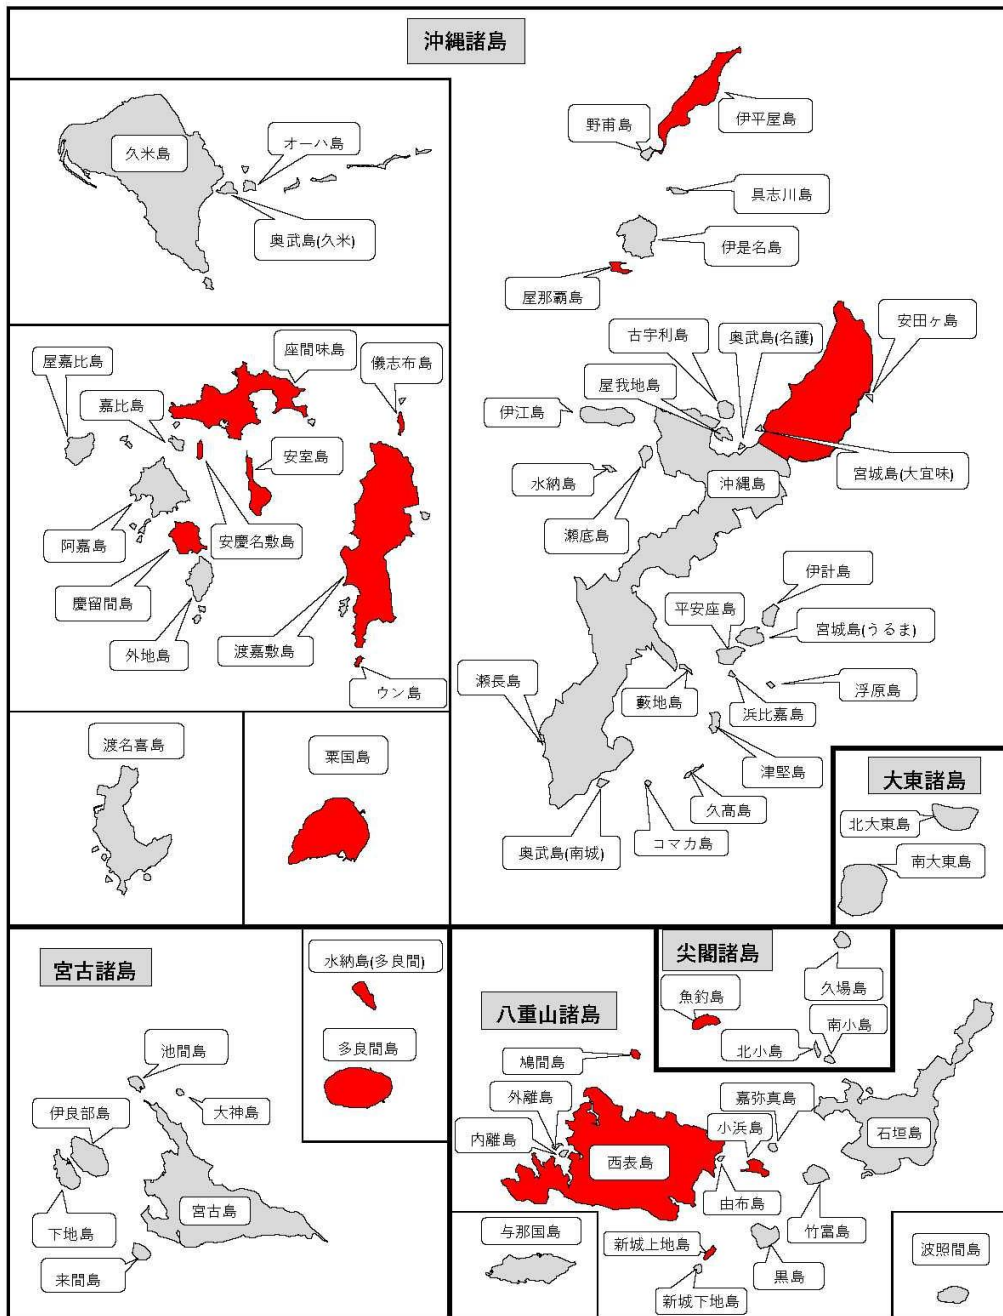 沖縄諸島
久米島
オーハ島
奥武島(久米)
野甫島
伊平屋島
具志川島
伊是名島
屋那覇島
屋嘉比島
嘉比島
座間味島
儀志布島
安室島
阿嘉島
安慶名敷島
慶留間島
外地島
渡嘉敷島
ウン島
古宇利島
奥武島(名護)
安田ヶ島
屋我地島
伊江島
水納島
沖縄島
宮城島(大宜味)
瀬底島
伊計島
平安座島
宮城島(うるま)
瀬長島
藪地島
浜比嘉島
浮原島
津堅島
久高島
コマカ島
奥武島(南城)
渡名喜島
粟国島
大東諸島
北大東島
南大東島
宮古諸島
水納島(多良間)
多良間島
池間島
大神島
伊良部島
下地島
宮古島
来間島
八重山諸島
尖閣諸島
久場島
魚釣島
南小島
北小島
鳩間島
外離島
内離島
西表島
嘉弥真島
小浜島
石垣島
由布島
竹富島
与那国島
新城上地島
黒島
新城下地島
波照間島